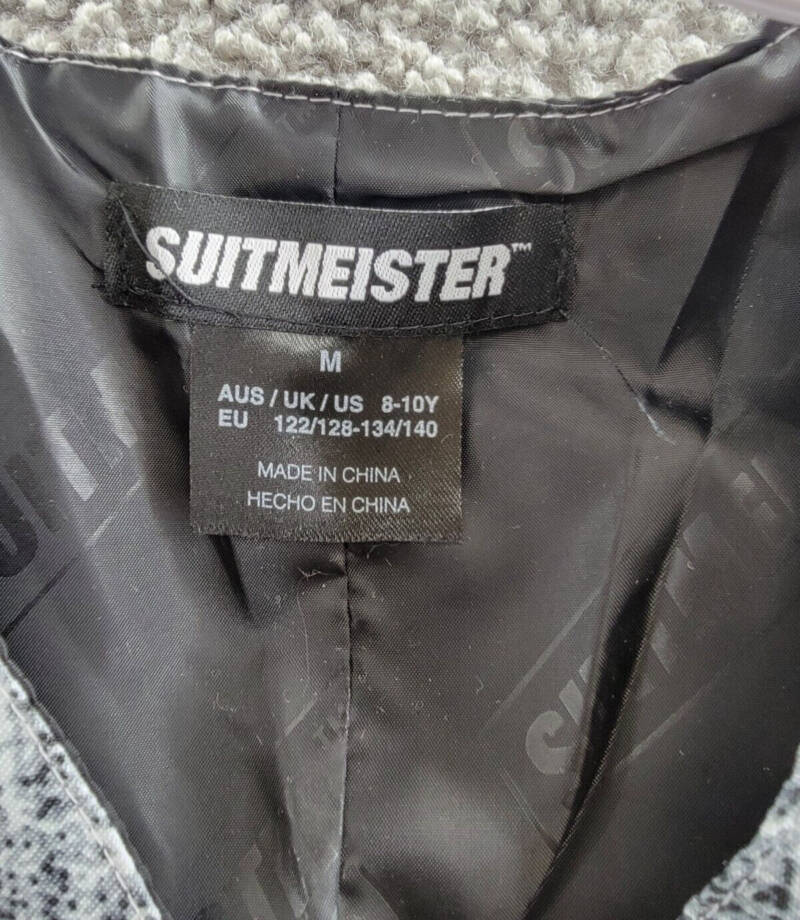 SUITMEISTER™
M
AUS / UK / US 8-10Y
EU 122/128-134/140
MADE IN CHINA
HECHO EN CHINA